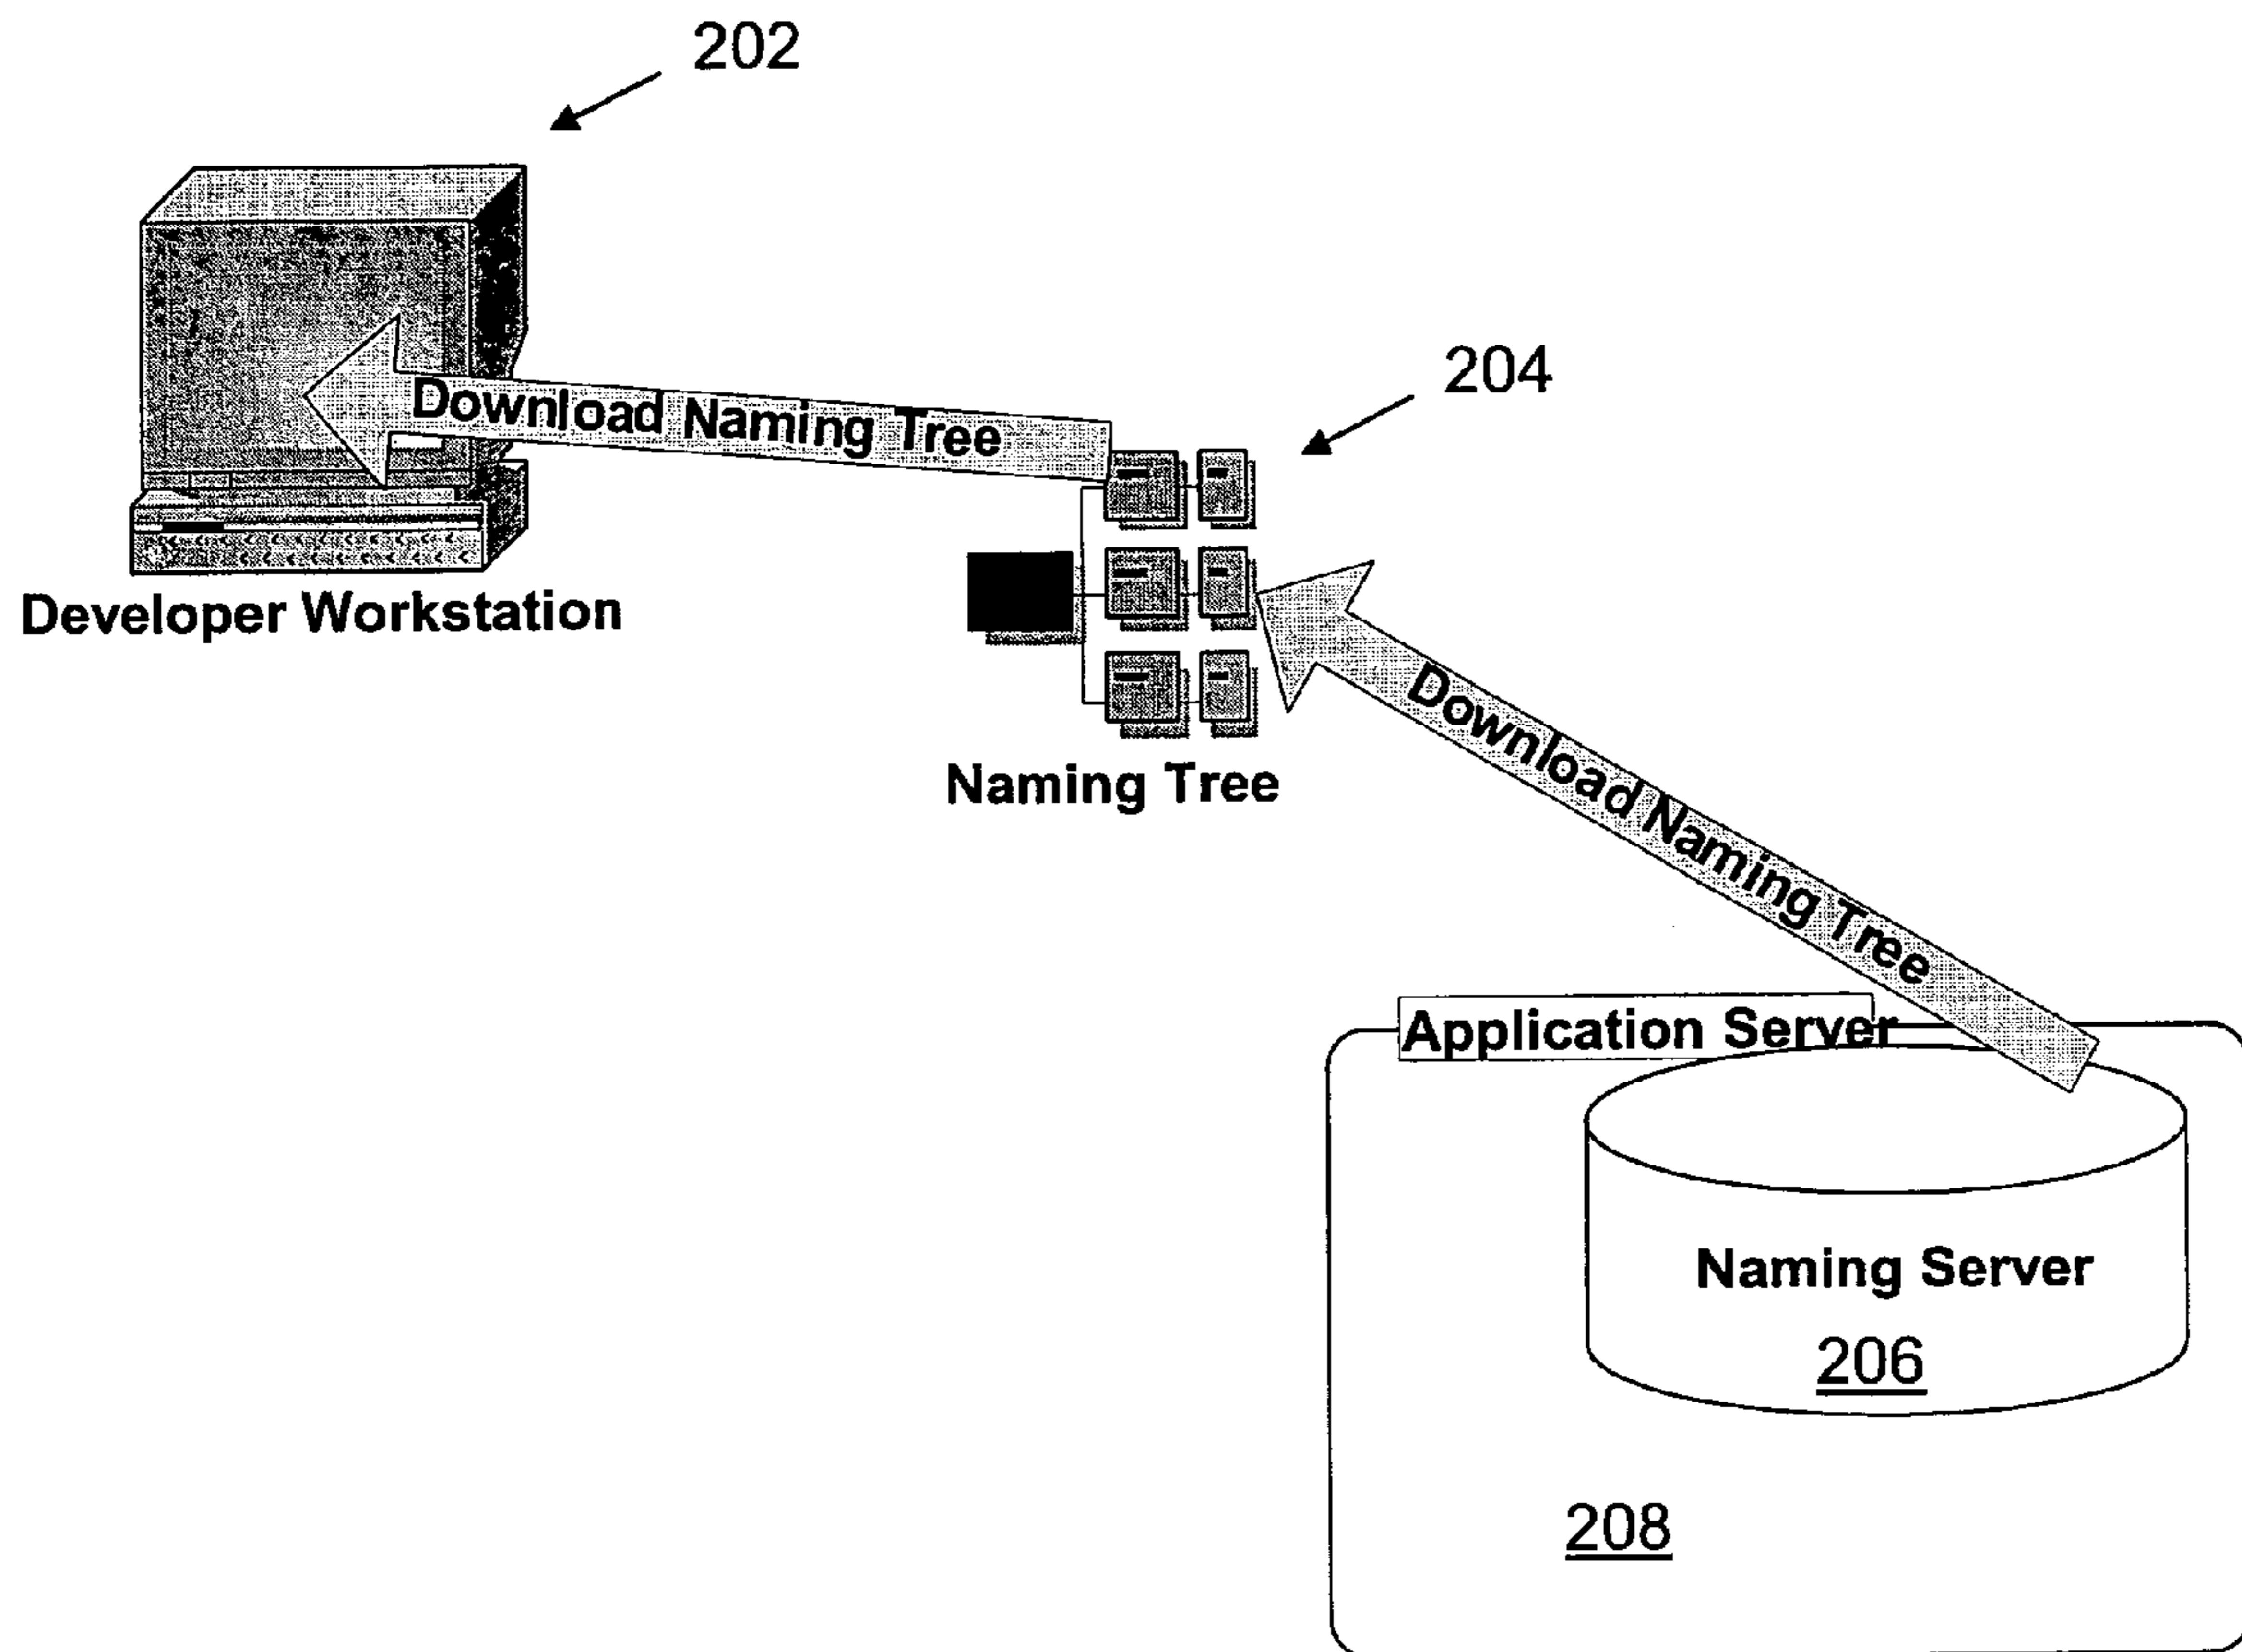 202
204
Download Naming Tree
Developer Workstation
Naming Tree
Download Naming Tree
Application Server
Naming Server
206
208